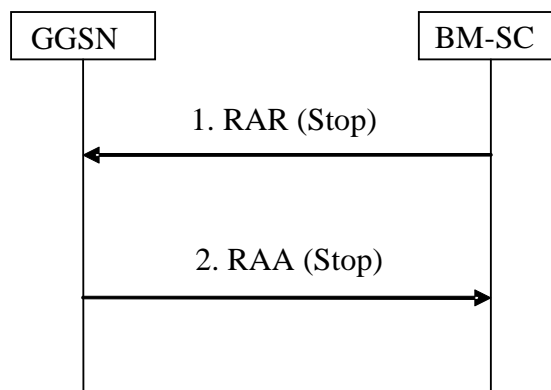 GGSN
BM-SC
1. RAR (Stop)
2. RAA (Stop)